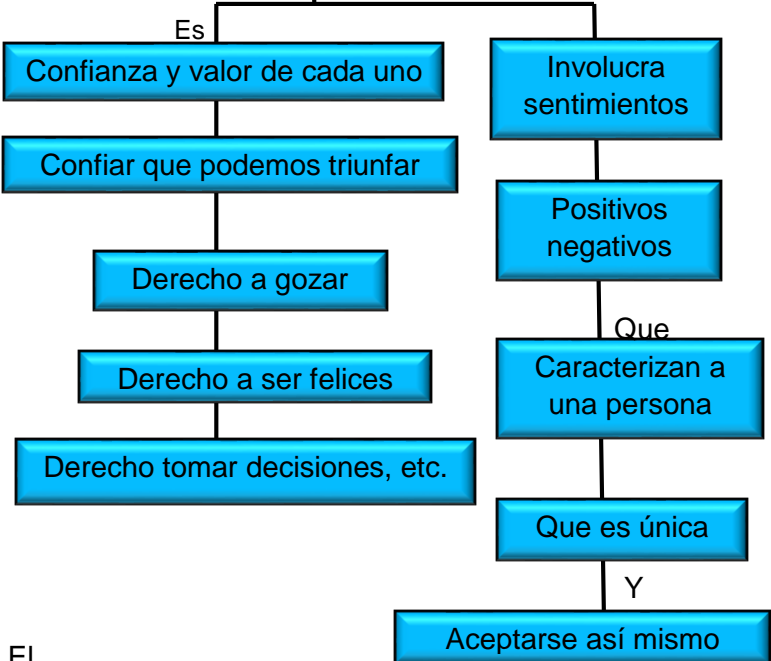 Es
Confianza y valor de cada uno
Confiar que podemos triunfar
Derecho a gozar
Derecho a ser felices
Derecho tomar decisiones, etc.
Involucra
sentimientos
Positivos
negativos
Que
Caracterizan a
una persona
Que es única
Y
Aceptarse así mismo
El